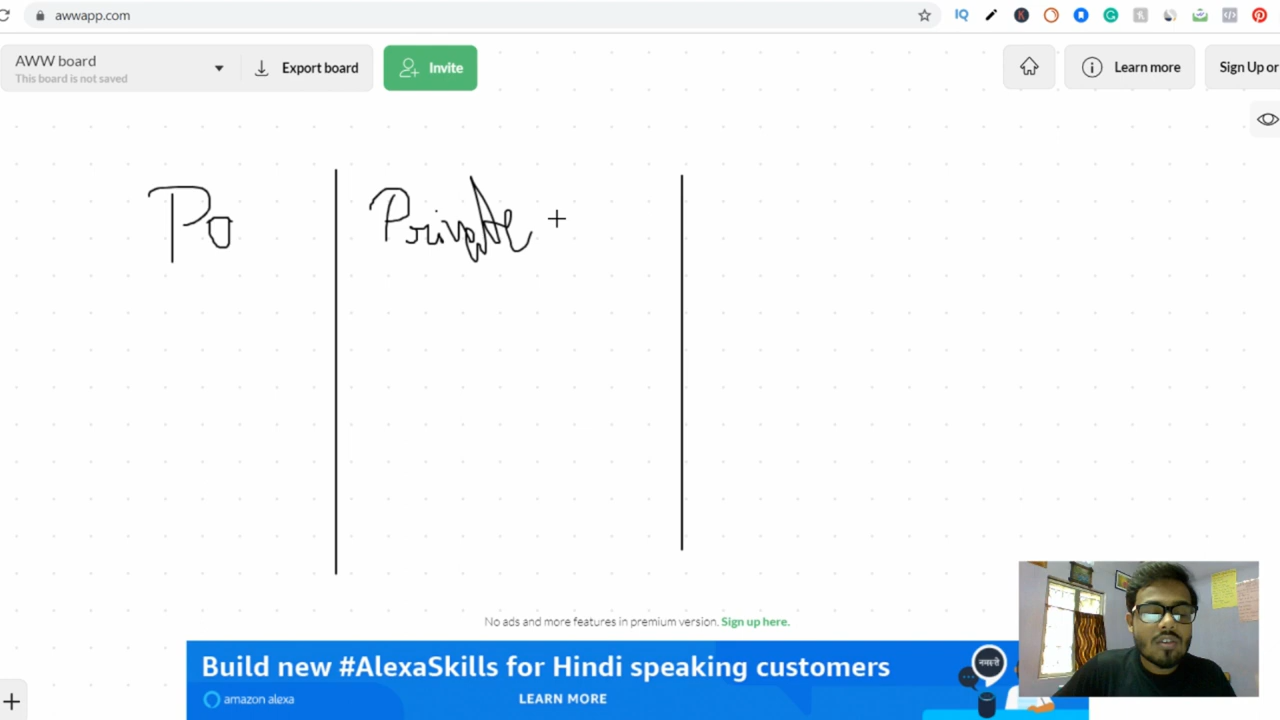 awwapp.com
IQ
AWW board
This board is not saved
Export board
Invite
Learn more
Sign Up or
Po
Private
No ads and more features in premium version. Sign up here.
Build new #AlexaSkills for Hindi speaking customers
amazon alexa
LEARN MORE
नमस्ते